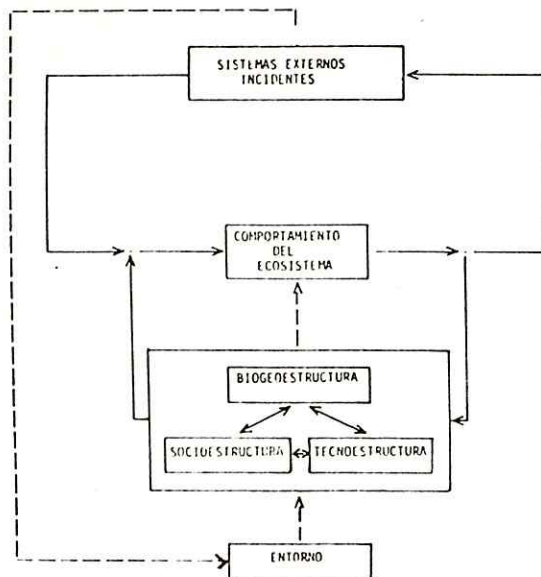 SISTEMAS EXTERNOS
INCIDENTES
COMPORTAMIENTO
DEL
ECOSISTEMA
BIOGEOESTRUCTURA
SOCIOESTRUCTURA
TECNOESTRUCTURA
ENTORNO